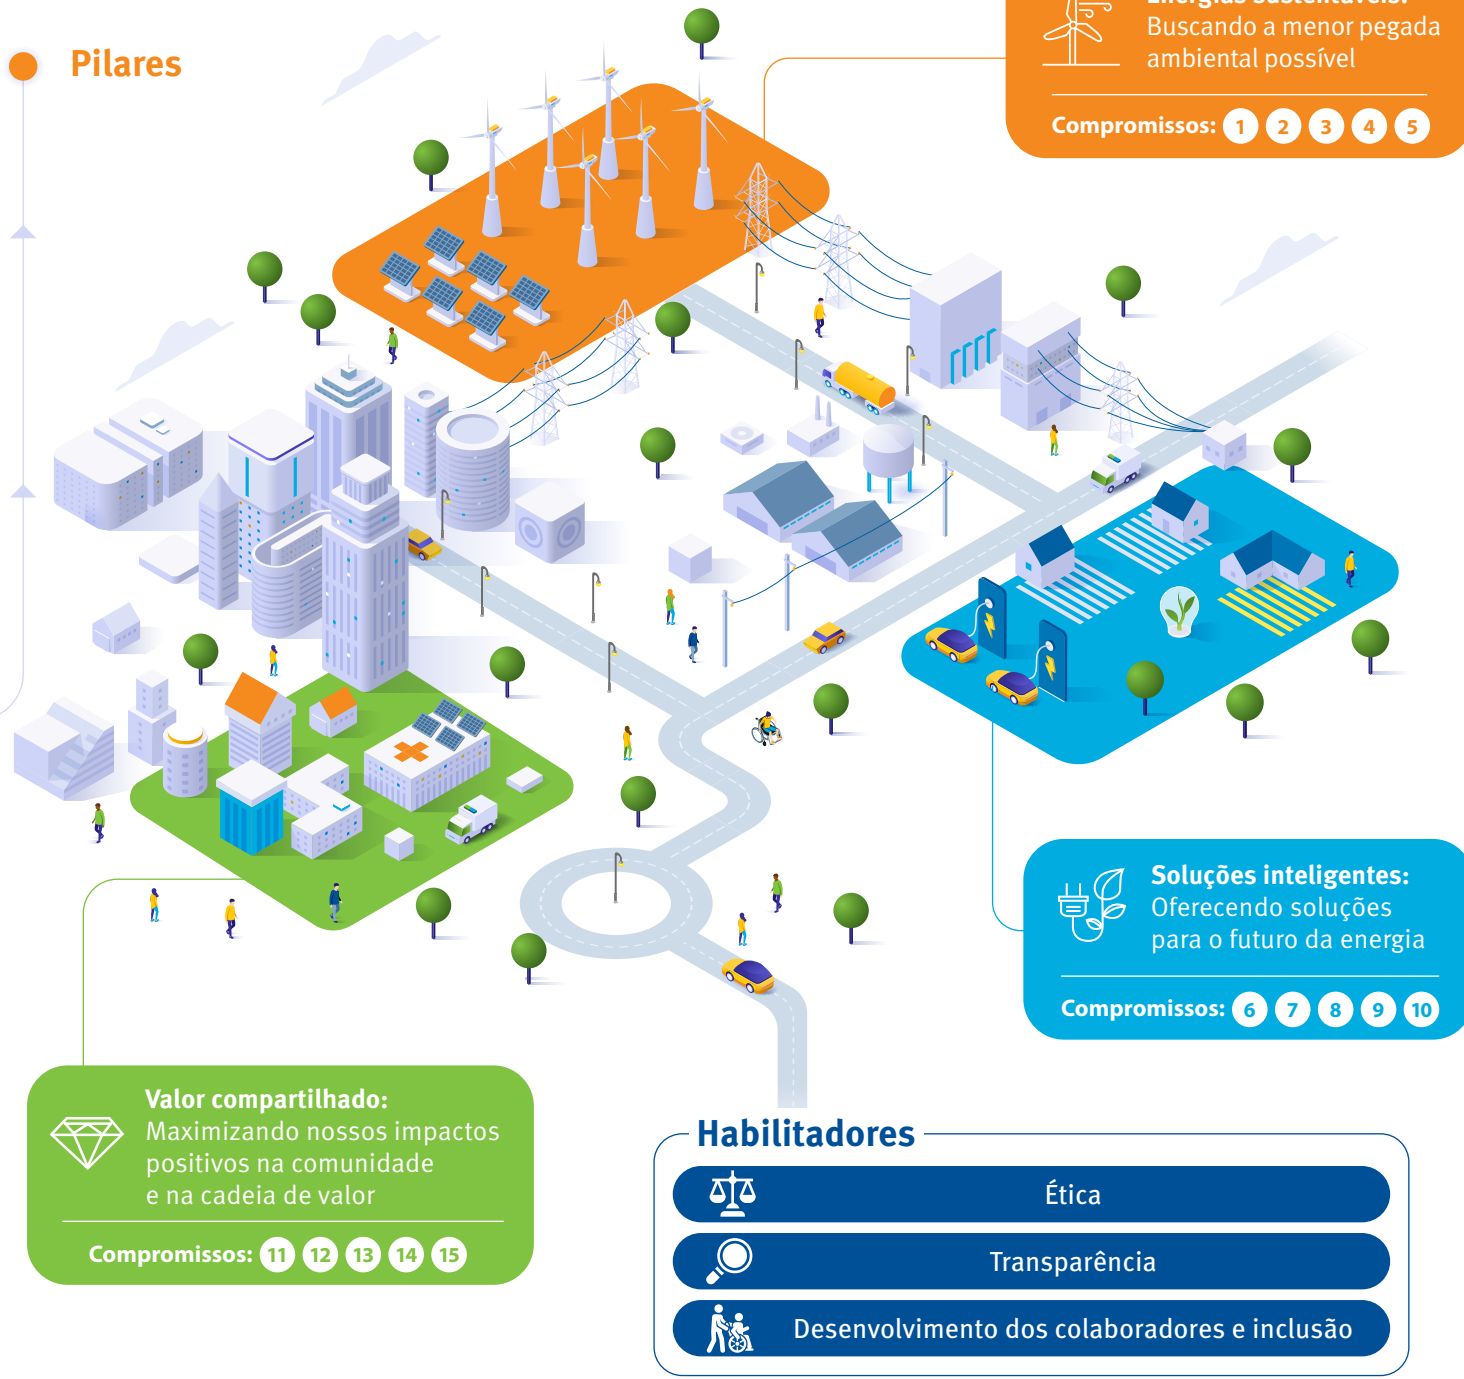 Pilares
Energias sustentáveis:
Buscando a menor pegada
ambiental possível
Compromissos: 1 2 3 4 5
Soluções inteligentes:
Oferecendo soluções
para o futuro da energia
Compromissos: 6 7 8 9 10
Valor compartilhado:
Maximizando nossos impactos
positivos na comunidade
e na cadeia de valor
Compromissos: 11 12 13 14 15
Habilitadores
Ética
Transparência
Desenvolvimento dos colaboradores e inclusão